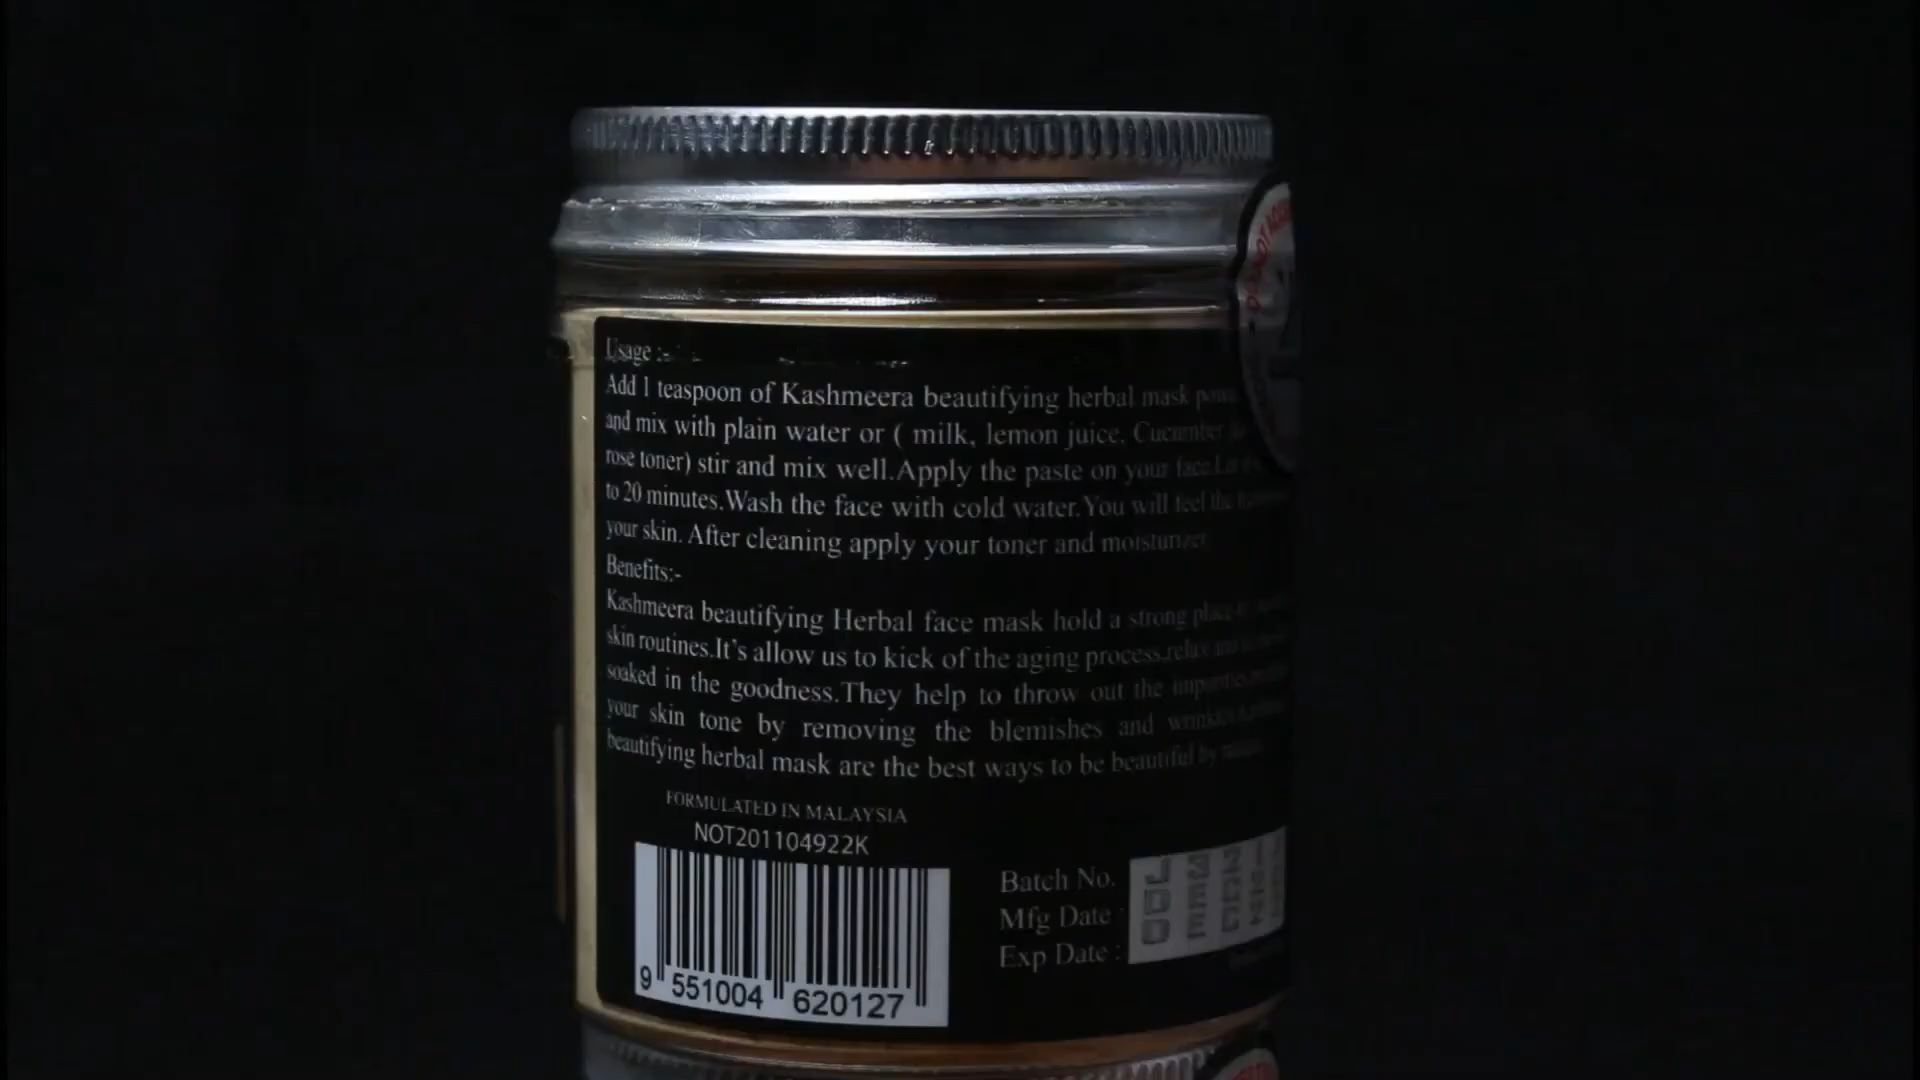 Usage :-
Add 1 teaspoon of Kashmeera beautifying herbal mask
and mix with plain water or ( milk, lemon juice, Cucumber
rose toner) stir and mix well.Apply the paste on your face.
to 20 minutes.Wash the face with cold water.You will feel the
your skin. After cleaning apply your toner and moisturizer
Benefits:-
Kashmeera beautifying Herbal face mask hold a strong place
skin routines.It's allow us to kick of the aging process,relax
soaked in the goodness.They help to throw out the
your skin tone by removing the blemishes and
beautifying herbal mask are the best ways to be beautiful by
FORMULATED IN MALAYSIA
NOT201104922K
9 551004 620127
Batch No.
Mfg Date :
Exp Date :